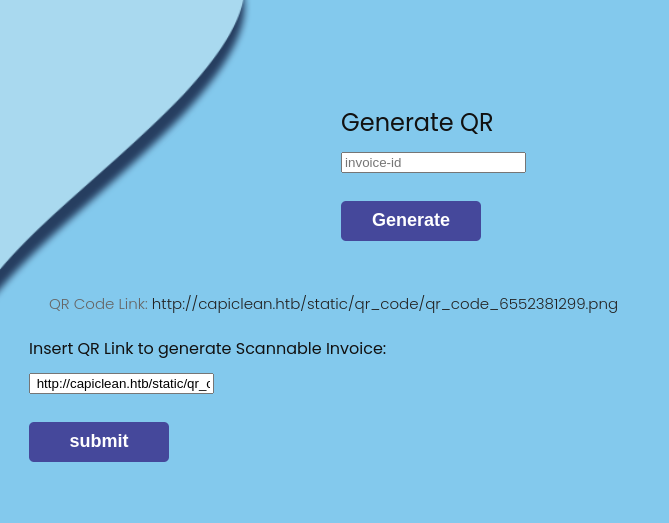 Generate QR
invoice-id
Generate
QR Code Link: http://capiclean.htb/static/qr_code/qr_code_6552381299.png
Insert QR Link to generate Scannable Invoice:
http://capiclean.htb/static/qr_c
submit